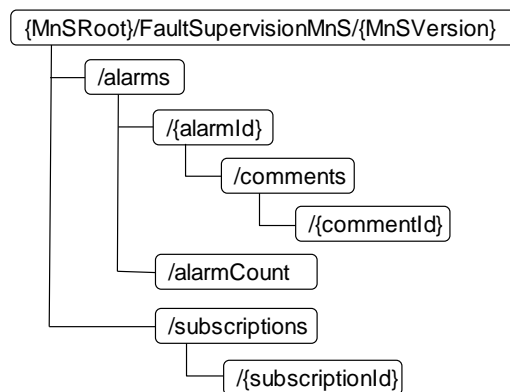 {MnSRoot}/FaultSupervisionMnS/{MnSVersion}
/alarms
/{alarmId}
/comments
/{commentId}
/alarmCount
/subscriptions
/{subscriptionId}